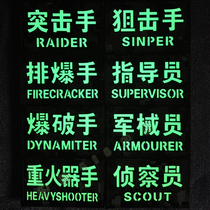 突击手
RAIDER
狙击手
SINPER
排爆手
FIRECRACKER
指导员
SUPERVISOR
爆破手
DYNAMITER
军械员
ARMOURER
重火器手
HEAVYSHOOTER
侦察员
SCOUT